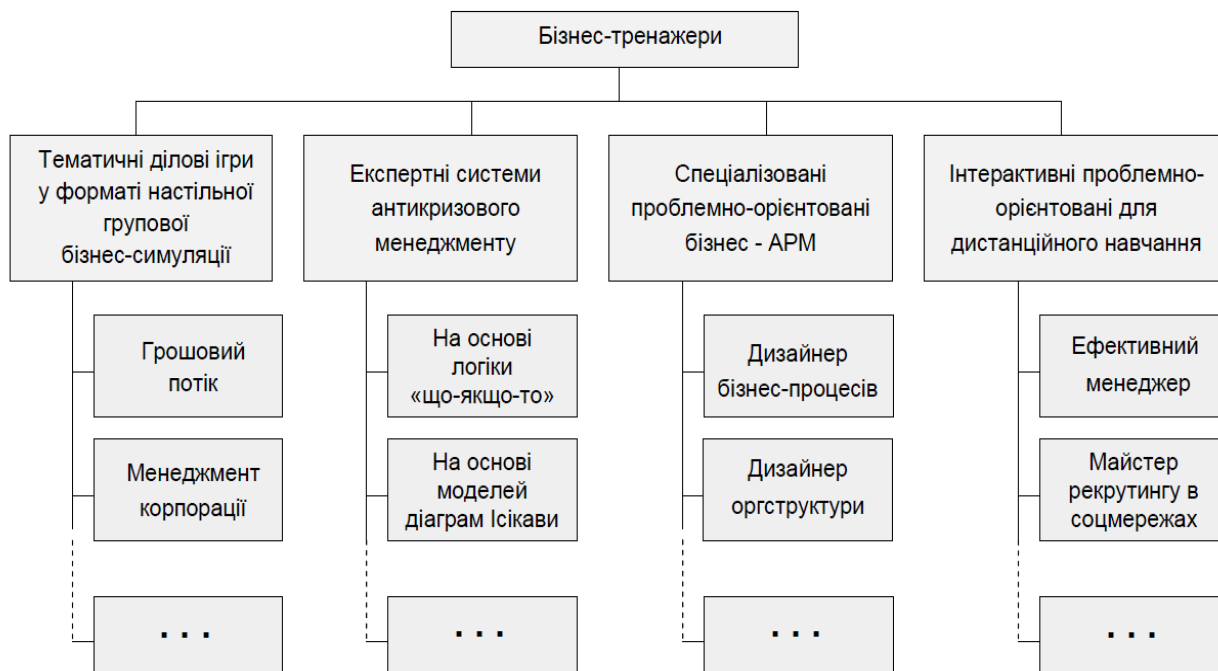 Бізнес-тренажери
Тематичні ділові ігри
у форматі настільної
групової
бізнес-симуляції
Експертні системи
антикризового
менеджменту
Спеціалізовані
проблемно-орієнтовані
бізнес - АРМ
Інтерактивні проблемно-
орієнтовані для
дистанційного навчання
Грошовий
потік
На основі
логіки
«що-якщо-то»
Дизайнер
бізнес-процесів
Ефективний
менеджер
Менеджмент
корпорації
На основі
моделей
діаграм Ісікави
Дизайнер
оргструктури
Майстер
рекрутингу в
соцмережах
. . .
. . .
. . .
. . .